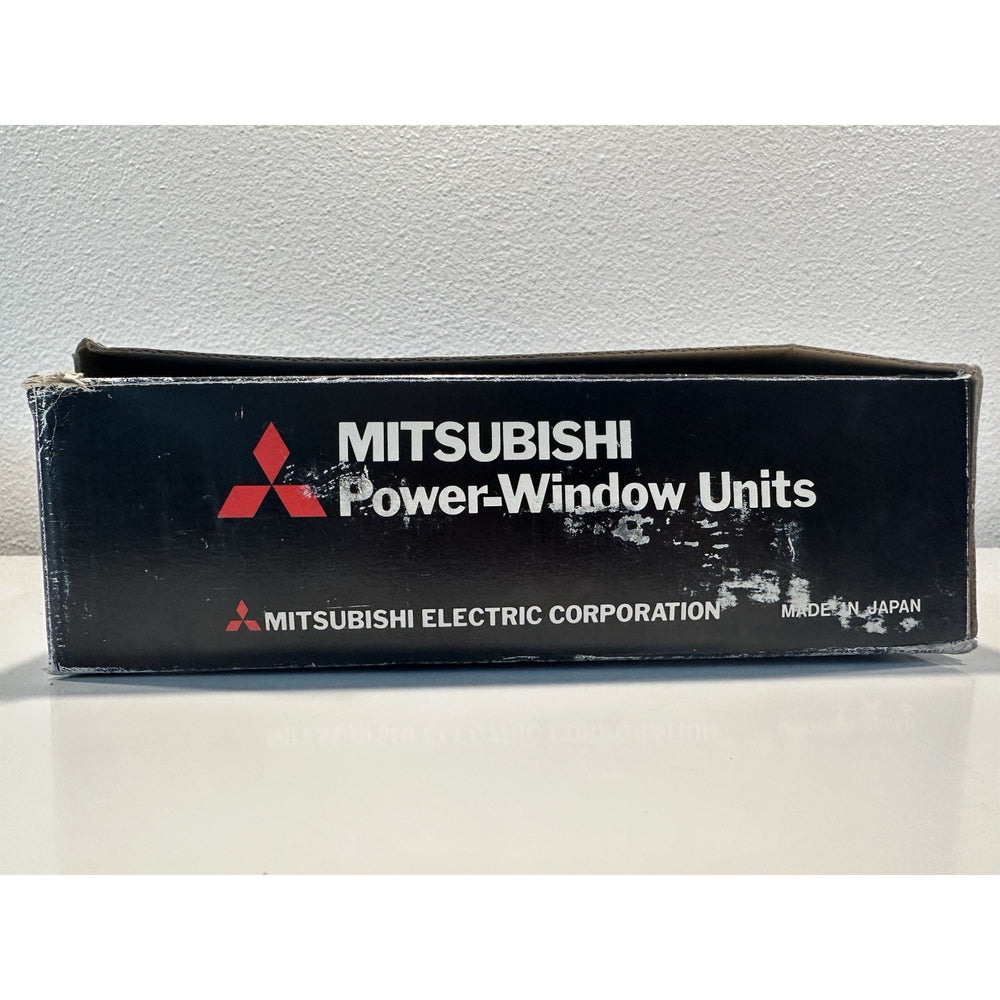 MITSUBISHI
Power-Window Units
MITSUBISHI ELECTRIC CORPORATION
MADE IN JAPAN